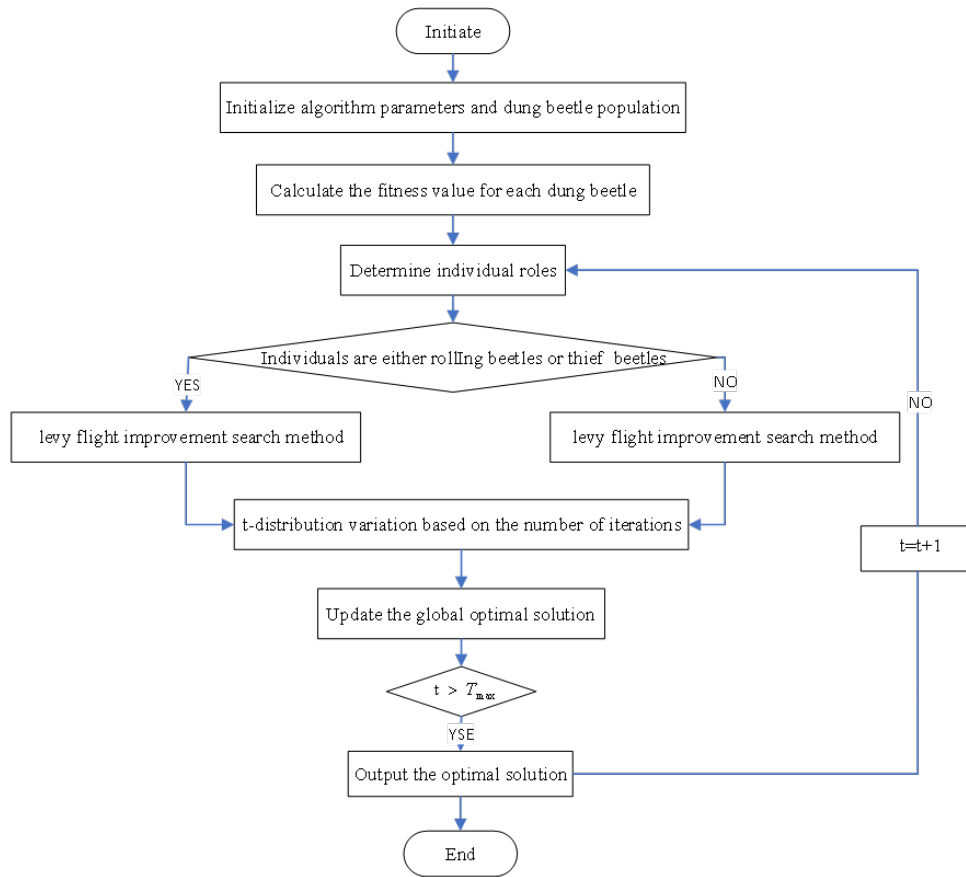 Initiate
Initialize algorithm parameters and dung beetle population
Calculate the fitness value for each dung beetle
Determine individual roles
Individuals are either rollIng beetles or thief beetles
YES
NO
NO
levy flight improvement search method
levy flight improvement search method
t-distribution variation based on the number of iterations
t=t+1
Update the global optimal solution
t > Tmax
YSE
Output the optimal solution
End